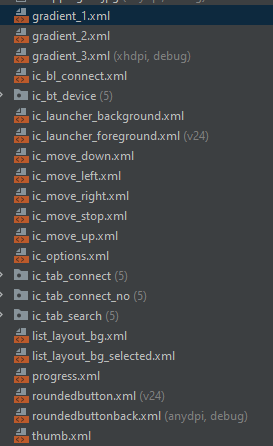 gradient_1.xml
gradient_2.xml
gradient_3.xml (xhdpi, debug)
ic_bl_connect.xml
ic_bt_device (5)
ic_launcher_background.xml
ic_launcher_foreground.xml (v24)
ic_move_down.xml
ic_move_left.xml
ic_move_right.xml
ic_move_stop.xml
ic_move_up.xml
ic_options.xml
ic_tab_connect (5)
ic_tab_connect_no (5)
ic_tab_search (5)
list_layout_bg.xml
list_layout_bg_selected.xml
progress.xml
roundedbutton.xml (v24)
roundedbuttonback.xml (anydpi, debug)
thumb.xml